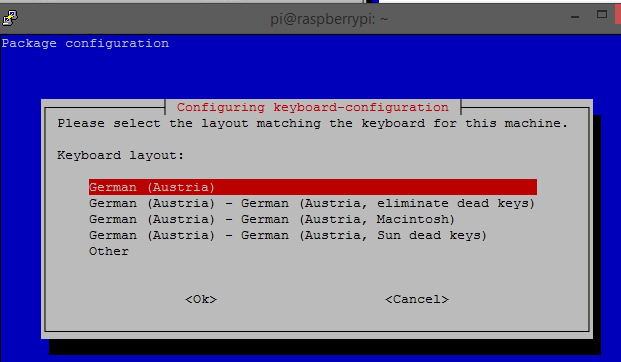 pi@raspberrypi: ~
Package configuration
Configuring keyboard-configuration
Please select the layout matching the keyboard for this machine.
Keyboard layout:
German (Austria)
German (Austria) - German (Austria, eliminate dead keys)
German (Austria) - German (Austria, Macintosh)
German (Austria) - German (Austria, Sun dead keys)
Other
<Ok> <Cancel>